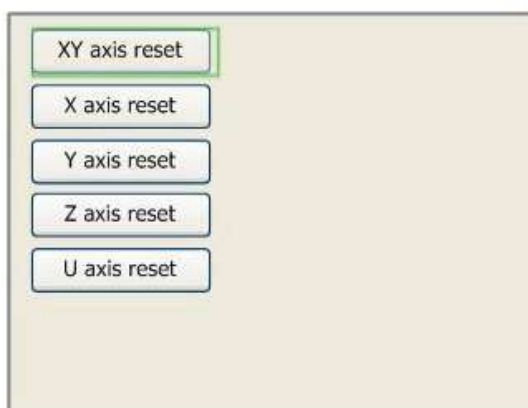 XY axis reset
X axis reset
Y axis reset
Z axis reset
U axis reset